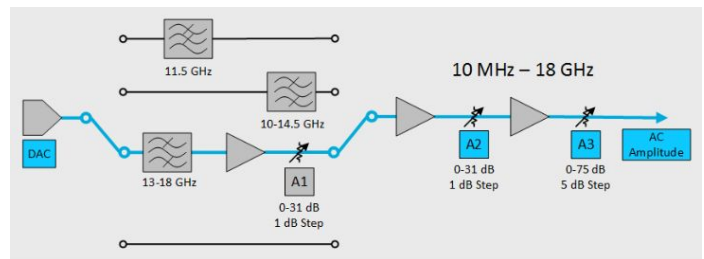 11.5 GHz
10 MHz – 18 GHz
10-14.5 GHz
DAC
13-18 GHz
A1
0-31 dB
1 dB Step
A2
0-31 dB
1 dB Step
A3
0-75 dB
5 dB Step
AC
Amplitude